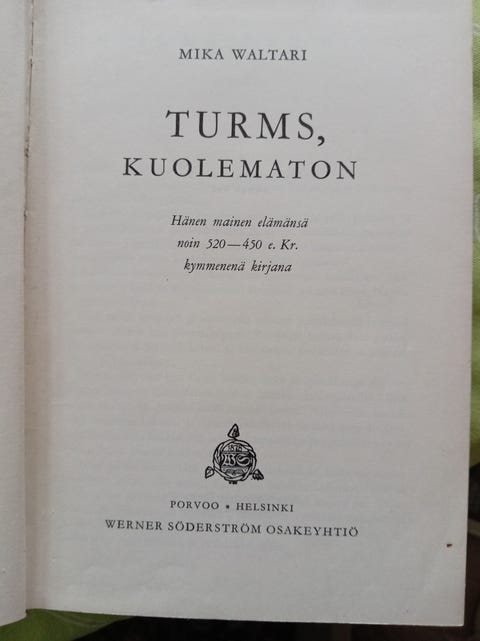 MIKA WALTARI
TURMS,
KUOLEMATON
Hänen mainen elämänsä
noin 520—450 e. Kr.
kymmenenä kirjana
PORVOO • HELSINKI
WERNER SÖDERSTRÖM OSAKEYHTIÖ